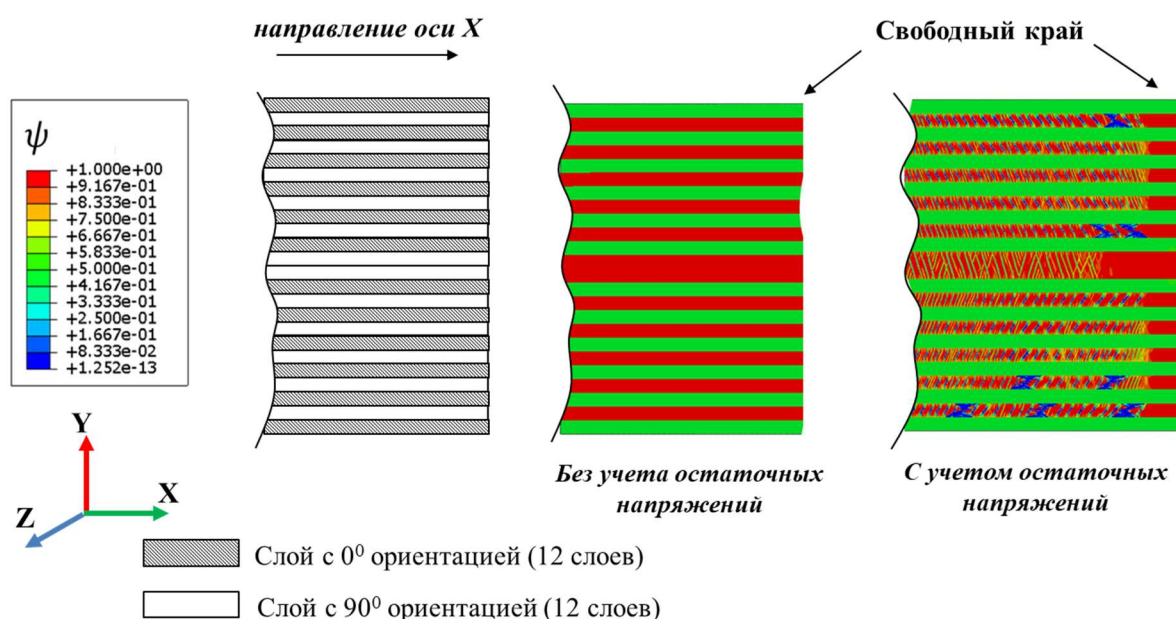 направление оси X
Свободный край
ψ
+1.000e+00
+9.167e-01
+8.333e-01
+7.500e-01
+6.667e-01
+5.833e-01
+5.000e-01
+4.167e-01
+3.333e-01
+2.500e-01
+1.667e-01
+8.333e-02
+1.252e-13
Y
X
Z
Без учета остаточных
напряжений
С учетом остаточных
напряжений
Слой с 0⁰ ориентацией (12 слоев)
Слой с 90⁰ ориентацией (12 слоев)